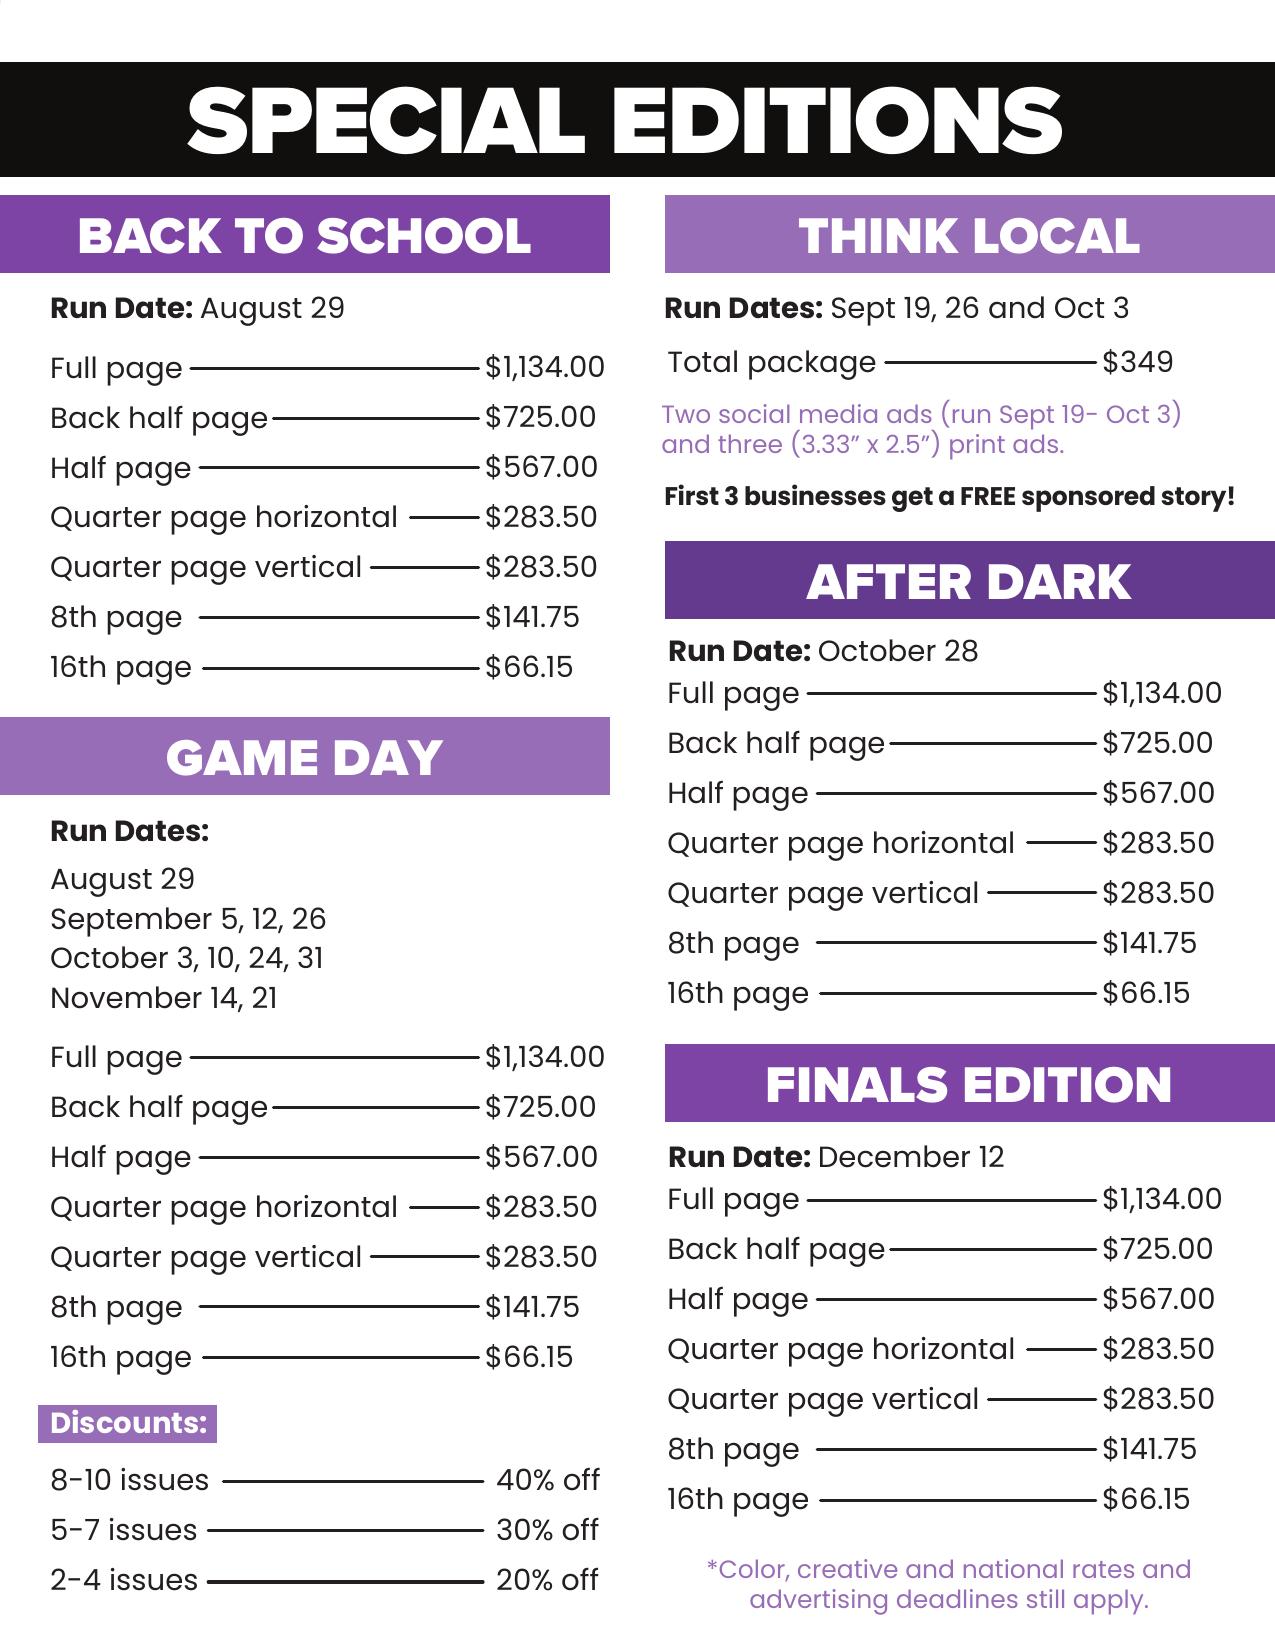 SPECIAL EDITIONS
BACK TO SCHOOL
Run Date: August 29
Full page $1,134.00
Back half page $725.00
Half page $567.00
Quarter page horizontal $283.50
Quarter page vertical $283.50
8th page $141.75
16th page $66.15
GAME DAY
Run Dates:
August 29
September 5, 12, 26
October 3, 10, 24, 31
November 14, 21
Full page $1,134.00
Back half page $725.00
Half page $567.00
Quarter page horizontal $283.50
Quarter page vertical $283.50
8th page $141.75
16th page $66.15
Discounts:
8-10 issues 40% off
5-7 issues 30% off
2-4 issues 20% off
THINK LOCAL
Run Dates: Sept 19, 26 and Oct 3
Total package $349
Two social media ads (run Sept 19- Oct 3)
and three (3.33” x 2.5”) print ads.
First 3 businesses get a FREE sponsored story!
AFTER DARK
Run Date: October 28
Full page $1,134.00
Back half page $725.00
Half page $567.00
Quarter page horizontal $283.50
Quarter page vertical $283.50
8th page $141.75
16th page $66.15
FINALS EDITION
Run Date: December 12
Full page $1,134.00
Back half page $725.00
Half page $567.00
Quarter page horizontal $283.50
Quarter page vertical $283.50
8th page $141.75
16th page $66.15
*Color, creative and national rates and
advertising deadlines still apply.